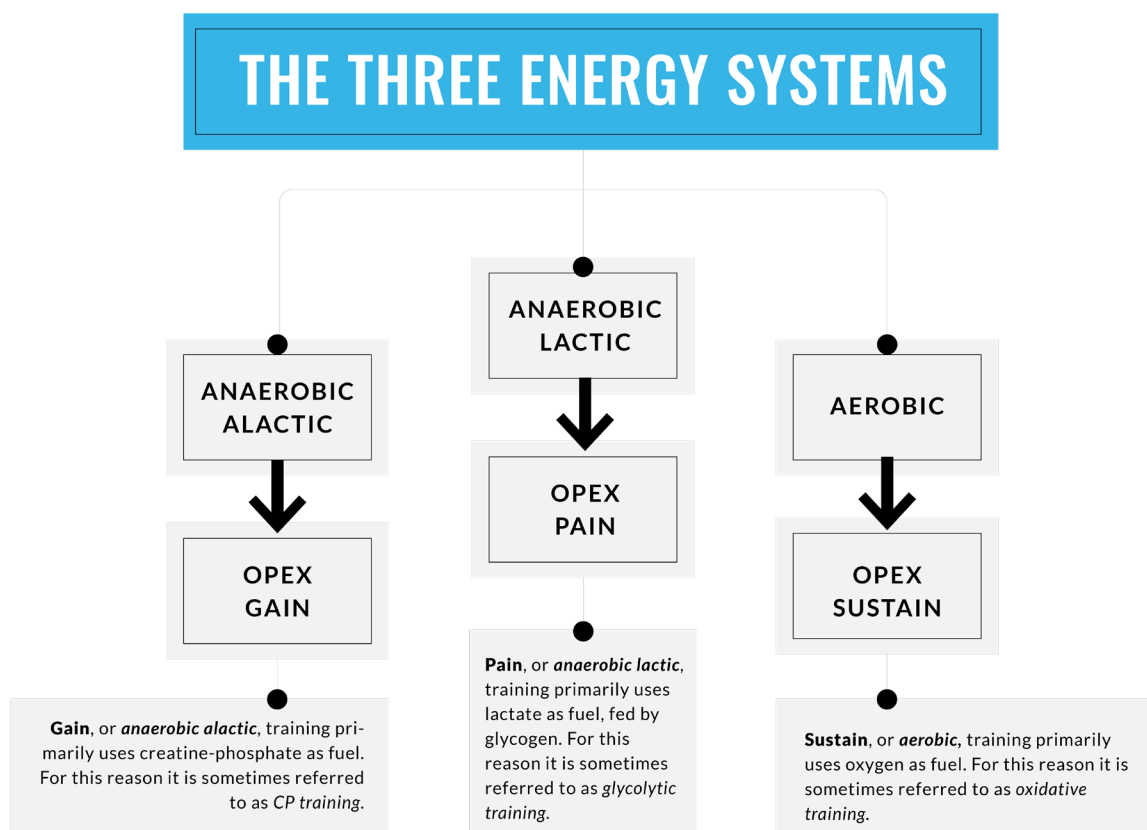 THE THREE ENERGY SYSTEMS
ANAEROBIC
ALACTIC
OPEX
GAIN
Gain, or anaerobic alactic, training pri-
marily uses creatine-phosphate as fuel.
For this reason it is sometimes referred
to as CP training.
ANAEROBIC
LACTIC
OPEX
PAIN
Pain, or anaerobic lactic,
training primarily uses
lactate as fuel, fed by
glycogen. For this
reason it is sometimes
referred to as glycolytic
training.
AEROBIC
OPEX
SUSTAIN
Sustain, or aerobic, training primarily
uses oxygen as fuel. For this reason it is
sometimes referred to as oxidative
training.